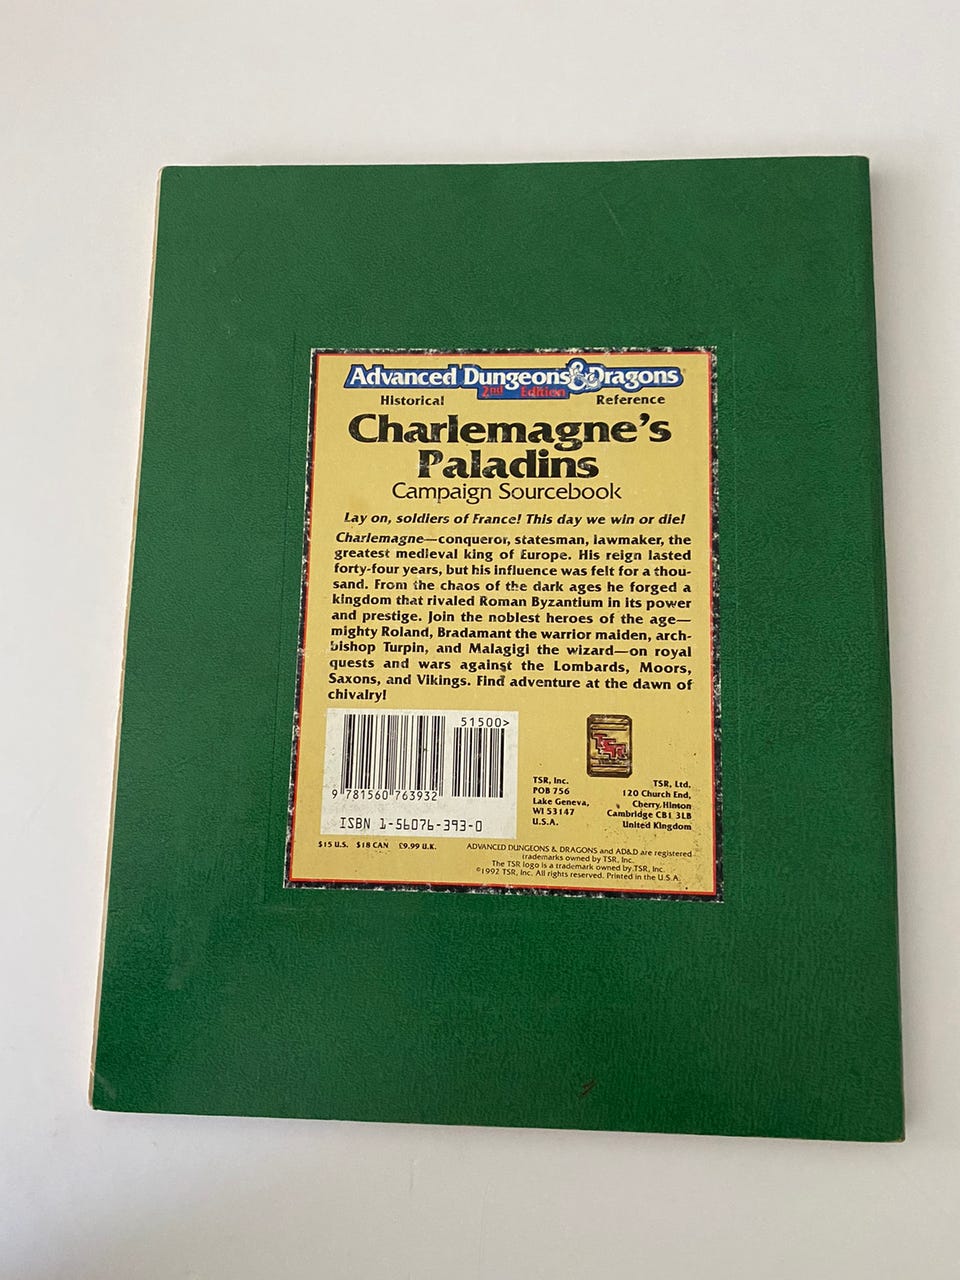 Advanced Dungeons & Dragons
2nd Edition
Historical Reference
Charlemagne's
Paladins
Campaign Sourcebook
Lay on, soldiers of France! This day we win or die!
Charlemagne—conqueror, statesman, lawmaker, the
greatest medieval king of Europe. His reign lasted
forty-four years, but his influence was felt for a thou-
sand. From the chaos of the dark ages he forged a
kingdom that rivaled Roman Byzantium in its power
and prestige. Join the noblest heroes of the age—
mighty Roland, Bradamant the warrior maiden, arch-
bishop Turpin, and Malagigi the wizard—on royal
quests and wars against the Lombards, Moors,
Saxons, and Vikings. Find adventure at the dawn of
chivalry!
51500>
9 781560 763932
ISBN 1-56076-393-0
$15 U.S. $18 CAN £9.99 U.K.
TSR
TSR, Inc.
POB 756
Lake Geneva,
WI 53147
U.S.A.
TSR, Ltd.
120 Church End,
Cherry Hinton
Cambridge CB1 3LB
United Kingdom
ADVANCED DUNGEONS & DRAGONS and AD&D are registered
trademarks owned by TSR, Inc.
The TSR logo is a trademark owned by TSR, Inc.
©1992 TSR, Inc. All rights reserved. Printed in the U.S.A.